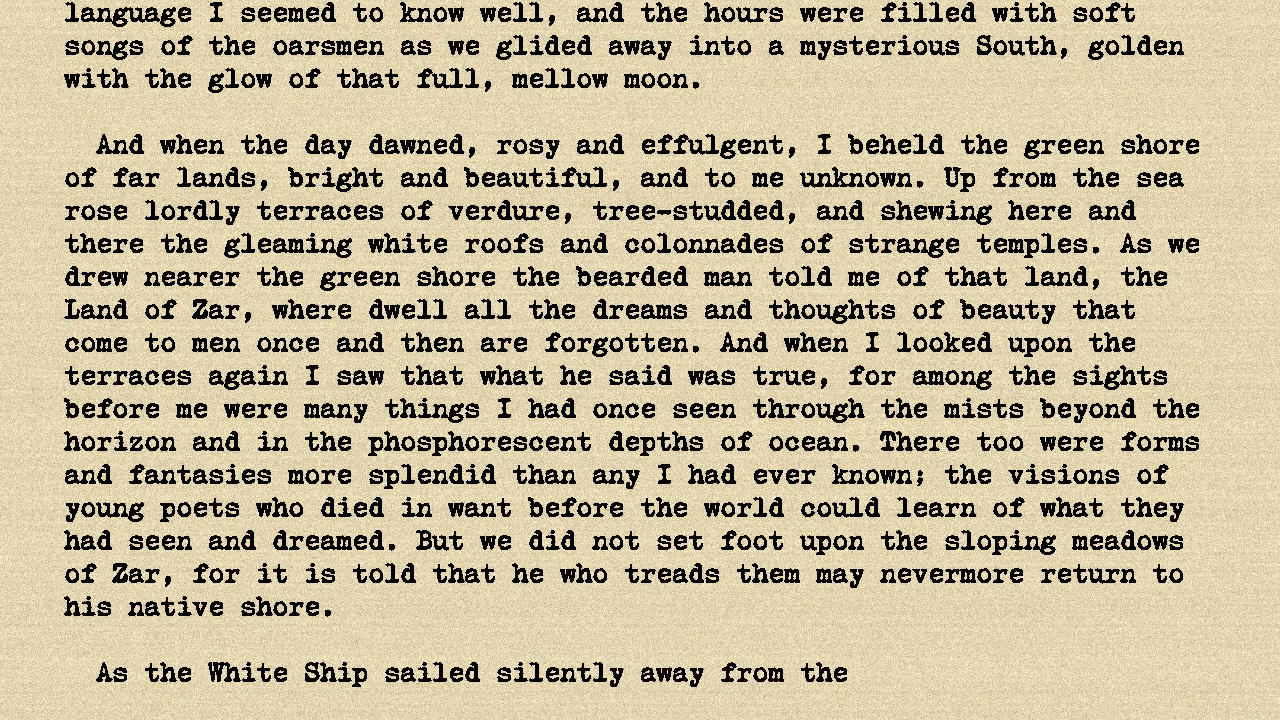 language I seemed to know well, and the hours were filled with soft
songs of the oarsmen as we glided away into a mysterious South, golden
with the glow of that full, mellow moon.
And when the day dawned, rosy and effulgent, I beheld the green shore
of far lands, bright and beautiful, and to me unknown. Up from the sea
rose lordly terraces of verdure, tree-studded, and shewing here and
there the gleaming white roofs and colonnades of strange temples. As we
drew nearer the green shore the bearded man told me of that land, the
Land of Zar, where dwell all the dreams and thoughts of beauty that
come to men once and then are forgotten. And when I looked upon the
terraces again I saw that what he said was true, for among the sights
before me were many things I had once seen through the mists beyond the
horizon and in the phosphorescent depths of ocean. There too were forms
and fantasies more splendid than any I had ever known; the visions of
young poets who died in want before the world could learn of what they
had seen and dreamed. But we did not set foot upon the sloping meadows
of Zar, for it is told that he who treads them may nevermore return to
his native shore.
As the White Ship sailed silently away from the